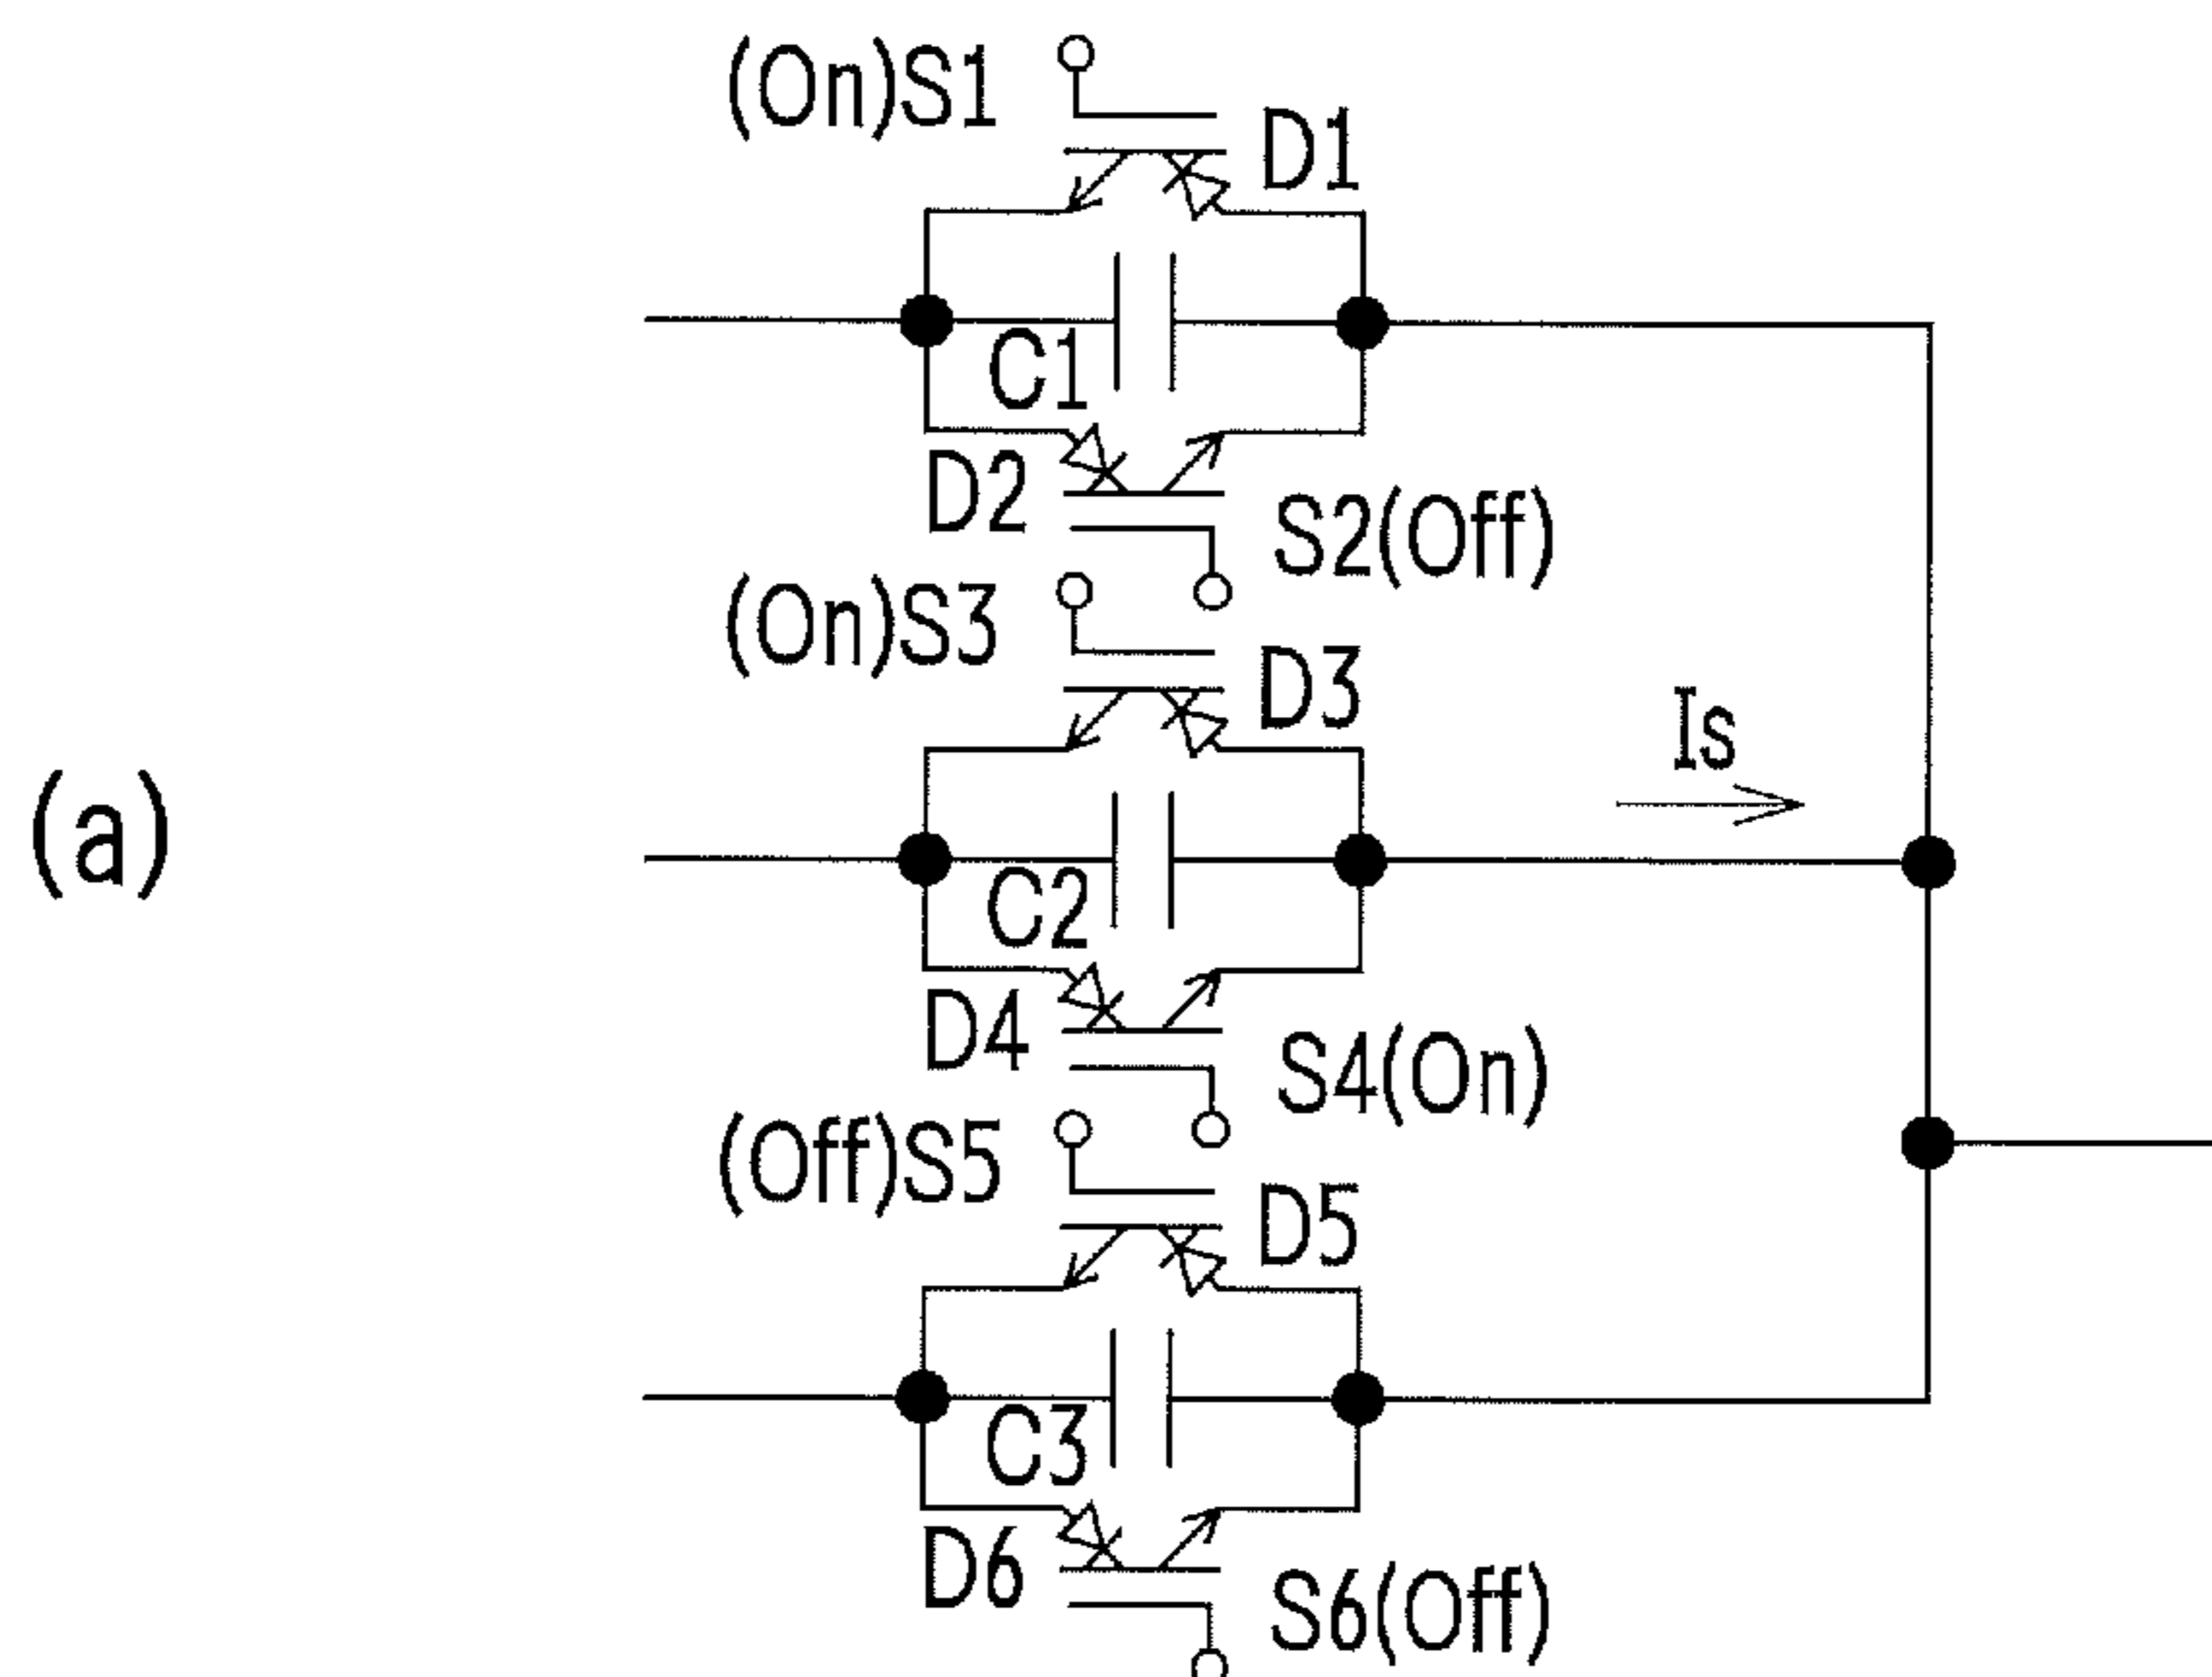 (On)S1
D1
C1
D2
S2(Off)
(On)S3
D3
Is
(a)
C2
D4
S4(On)
(Off)S5
D5
C3
D6
S6(Off)